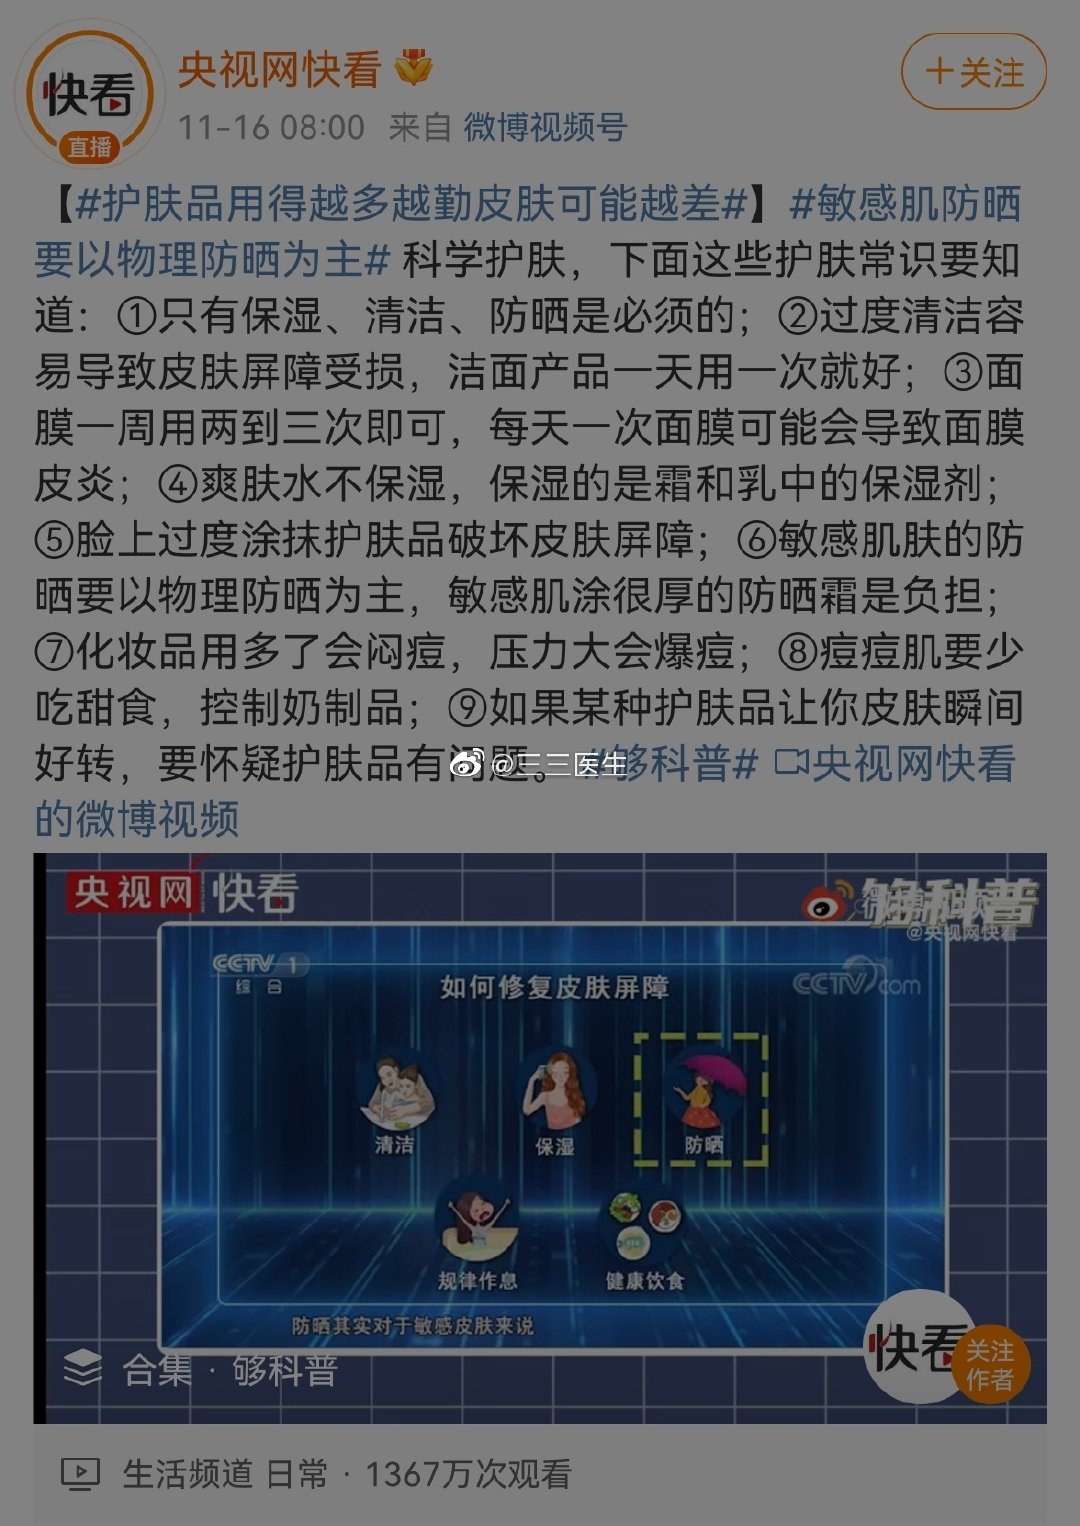 快看
直播
央视网快看
11-16 08:00 来自 微博视频号
+关注
【#护肤品用得越多越勤皮肤可能越差#】#敏感肌防晒
要以物理防晒为主# 科学护肤，下面这些护肤常识要知
道：①只有保湿、清洁、防晒是必须的；②过度清洁容
易导致皮肤屏障受损，洁面产品一天用一次就好；③面
膜一周用两到三次即可，每天一次面膜可能会导致面膜
皮炎；④爽肤水不保湿，保湿的是霜和乳中的保湿剂；
⑤脸上过度涂抹护肤品破坏皮肤屏障；⑥敏感肌肤的防
晒要以物理防晒为主，敏感肌涂很厚的防晒霜是负担；
⑦化妆品用多了会闷痘，压力大会爆痘；⑧痘痘肌要少
吃甜食，控制奶制品；⑨如果某种护肤品让你皮肤瞬间
好转，要怀疑护肤品有问题。#够科普# 央视网快看
的微博视频
@三三医生
央视网 快看
够科普
@央视网快看
CCTV 1
综合
如何修复皮肤屏障
CCTV com
清洁
保湿
防晒
规律作息
健康饮食
防晒其实对于敏感皮肤来说
合集 · 够科普
快看
关注
作者
生活频道 日常 · 1367万次观看